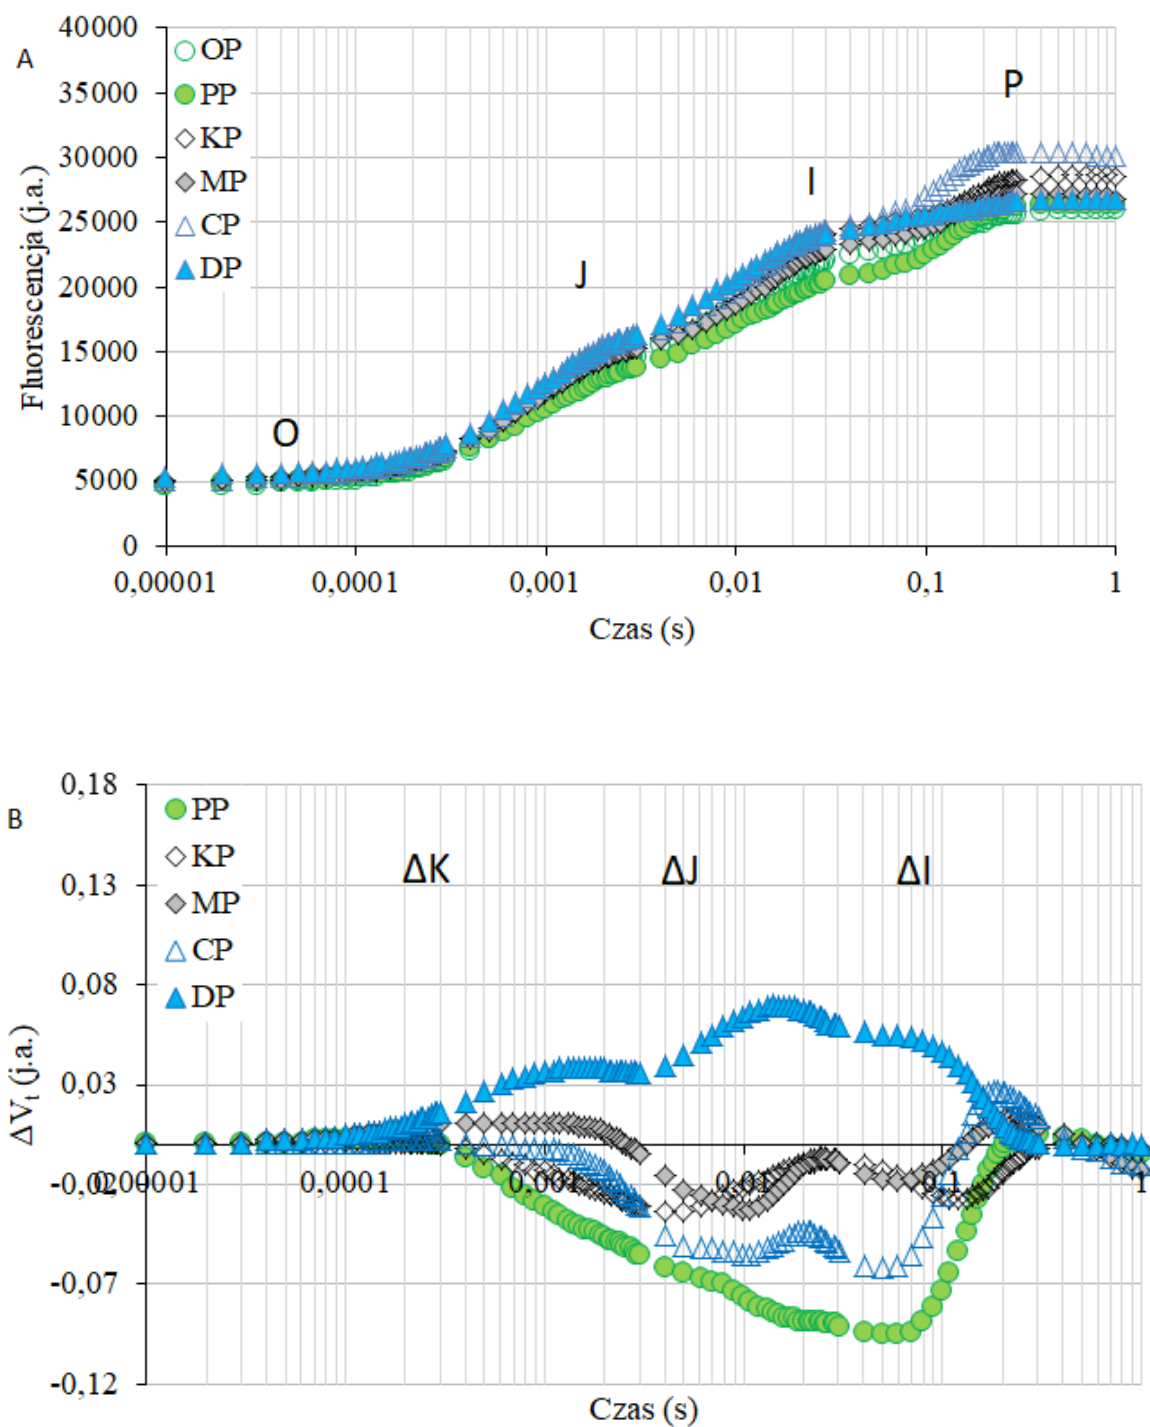 A
40000
35000
30000
25000
20000
15000
10000
5000
0
OP
PP
KP
MP
CP
DP
O
J
I
P
Fluorescencja (j.a.)
0,00001 0,0001 0,001 0,01 0,1 1
Czas (s)
B
0,18
0,13
0,08
0,03
-0,02
-0,07
-0,12
PP
KP
MP
CP
DP
ΔK ΔJ ΔI
ΔVt (j.a.)
0,00001 0,0001 0,001 0,01 0,1 1
Czas (s)